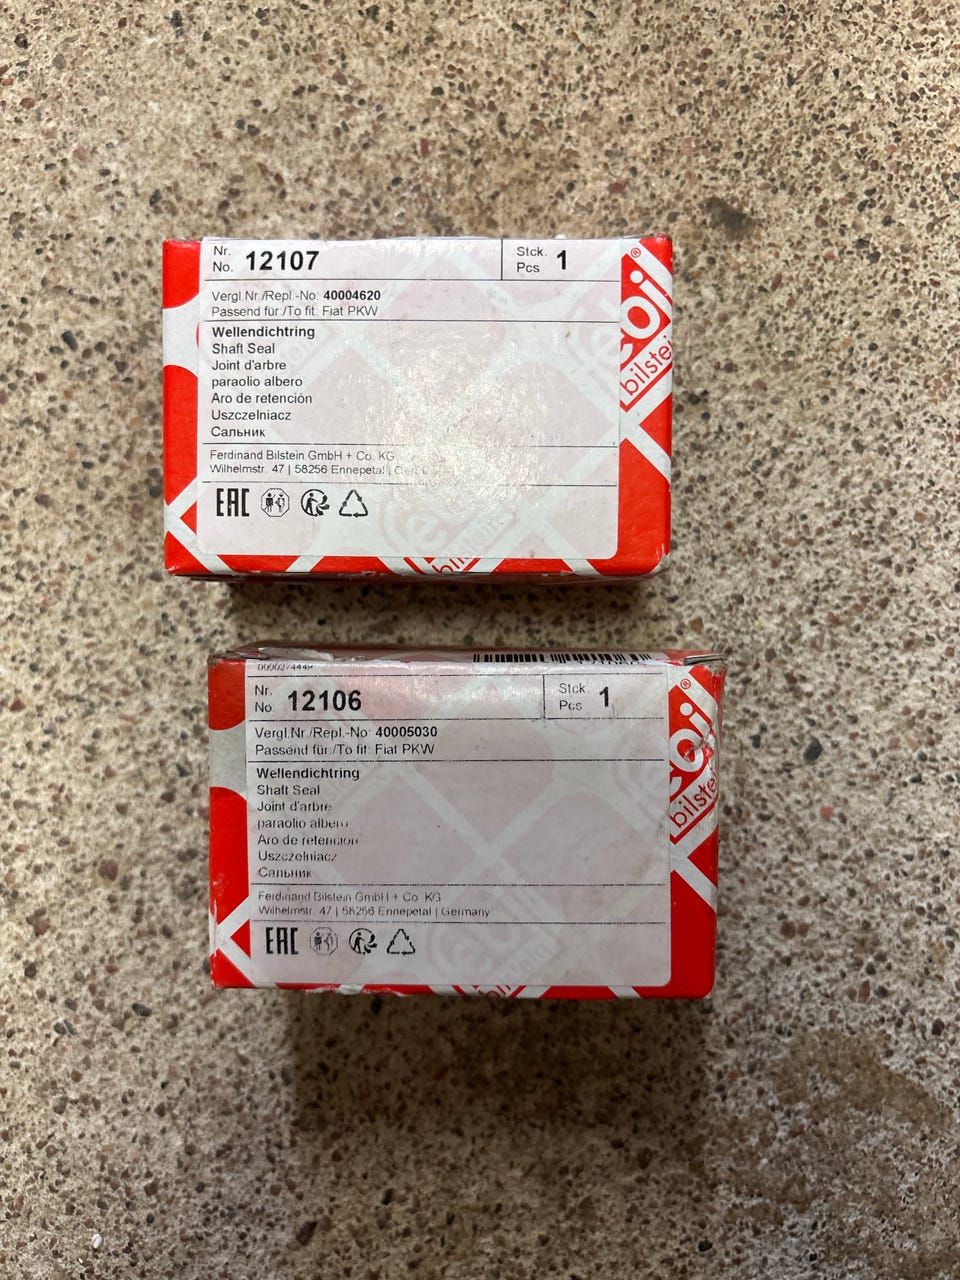 Nr.
No. 12107
Stck.
Pcs 1
Vergl.Nr./Repl.-No: 40004620
Passend für /To fit: Fiat PKW
Wellendichtring
Shaft Seal
Joint d'arbre
paraolio albero
Aro de retención
Uszczelniacz
Сальник
Ferdinand Bilstein GmbH + Co. KG
Wilhelmstr. 47 | 58256 Ennepetal |
EAC
febi®
bilstein
bilstein
Nr.
No. 12106
Stck.
Pcs 1
Vergl.Nr./Repl.-No: 40005030
Passend für /To fit: Fiat PKW
Wellendichtring
Shaft Seal
Joint d'arbre
paraolio albero
Aro de retención
Uszczelniacz
Сальник
Ferdinand Bilstein GmbH + Co. KG
Wilhelmstr. 47 | 58256 Ennepetal | Germany
EAC
febi®
bilstein